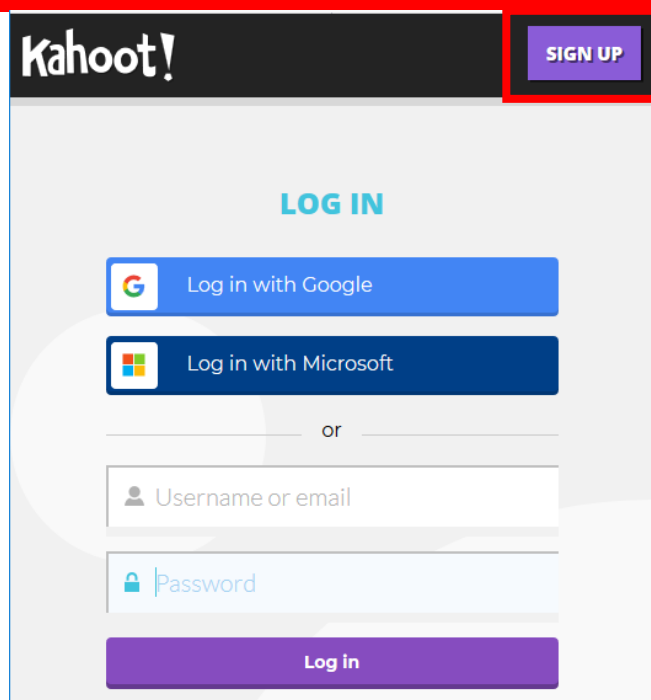 Kahoot!
SIGN UP
LOG IN
Log in with Google
Log in with Microsoft
or
Username or email
Password
Log in